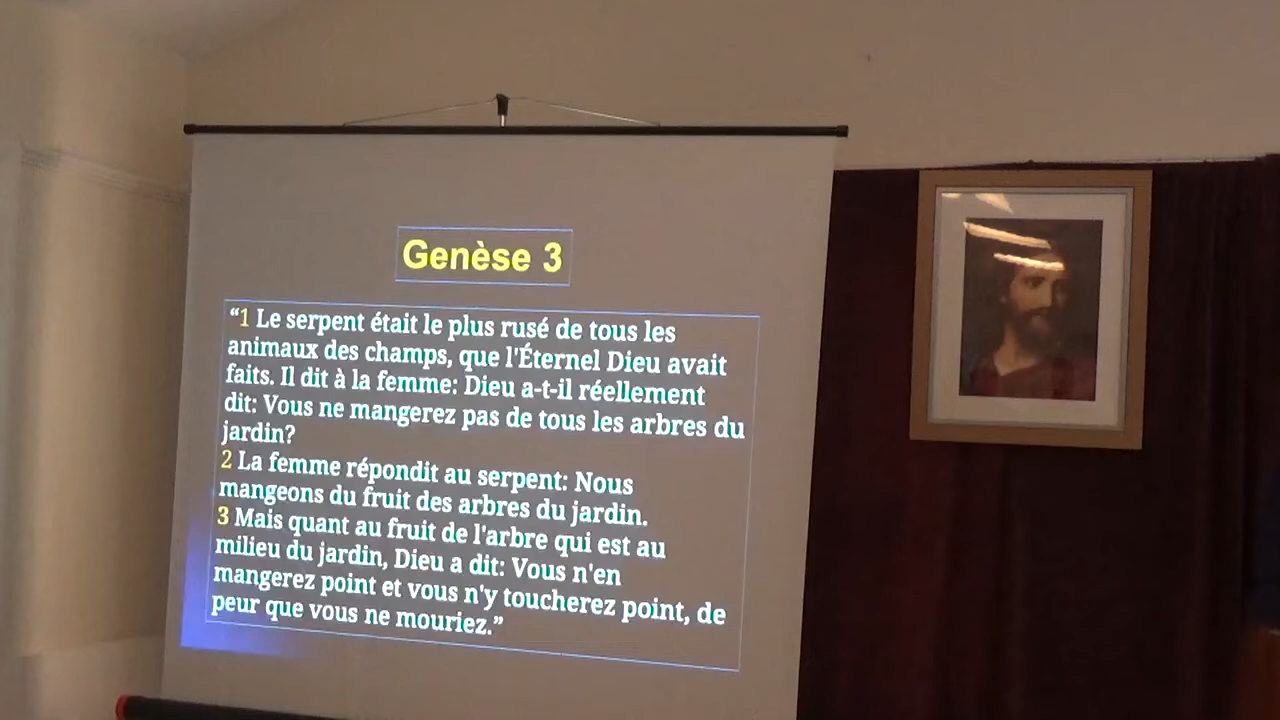 Genèse 3
“1 Le serpent était le plus rusé de tous les
animaux des champs, que l'Éternel Dieu avait
faits. Il dit à la femme: Dieu a-t-il réellement
dit: Vous ne mangerez pas de tous les arbres du
jardin?
2 La femme répondit au serpent: Nous
mangeons du fruit des arbres du jardin.
3 Mais quant au fruit de l'arbre qui est au
milieu du jardin, Dieu a dit: Vous n'en
mangerez point et vous n'y toucherez point, de
peur que vous ne mouriez.”